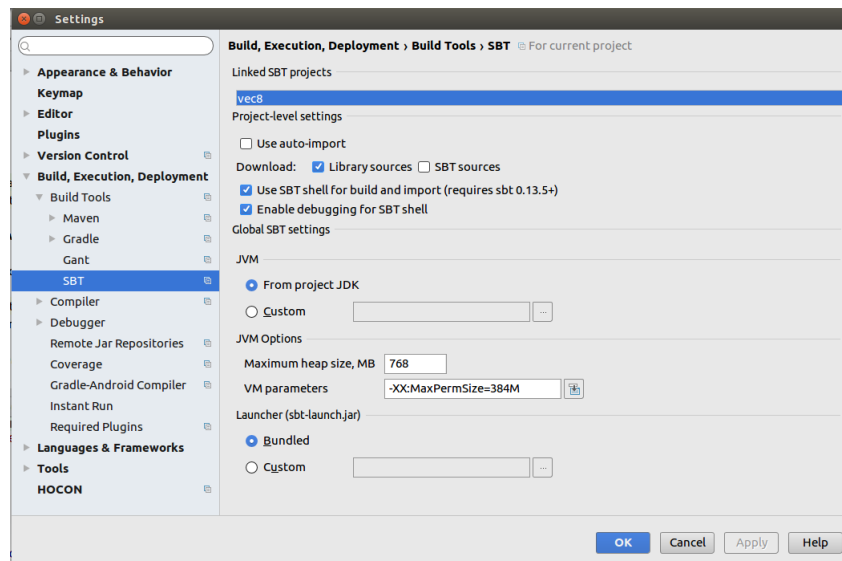 Settings
Build, Execution, Deployment › Build Tools › SBT For current project
Appearance & Behavior
Keymap
Editor
Plugins
Version Control
Build, Execution, Deployment
Build Tools
Maven
Gradle
Gant
SBT
Compiler
Debugger
Remote Jar Repositories
Coverage
Gradle-Android Compiler
Instant Run
Required Plugins
Languages & Frameworks
Tools
HOCON
Linked SBT projects
vec8
Project-level settings
Use auto-import
Download: Library sources SBT sources
Use SBT shell for build and import (requires sbt 0.13.5+)
Enable debugging for SBT shell
Global SBT settings
JVM
From project JDK
Custom ...
JVM Options
Maximum heap size, MB 768
VM parameters -XX:MaxPermSize=384M
Launcher (sbt-launch.jar)
Bundled
Custom ...
OK Cancel Apply Help